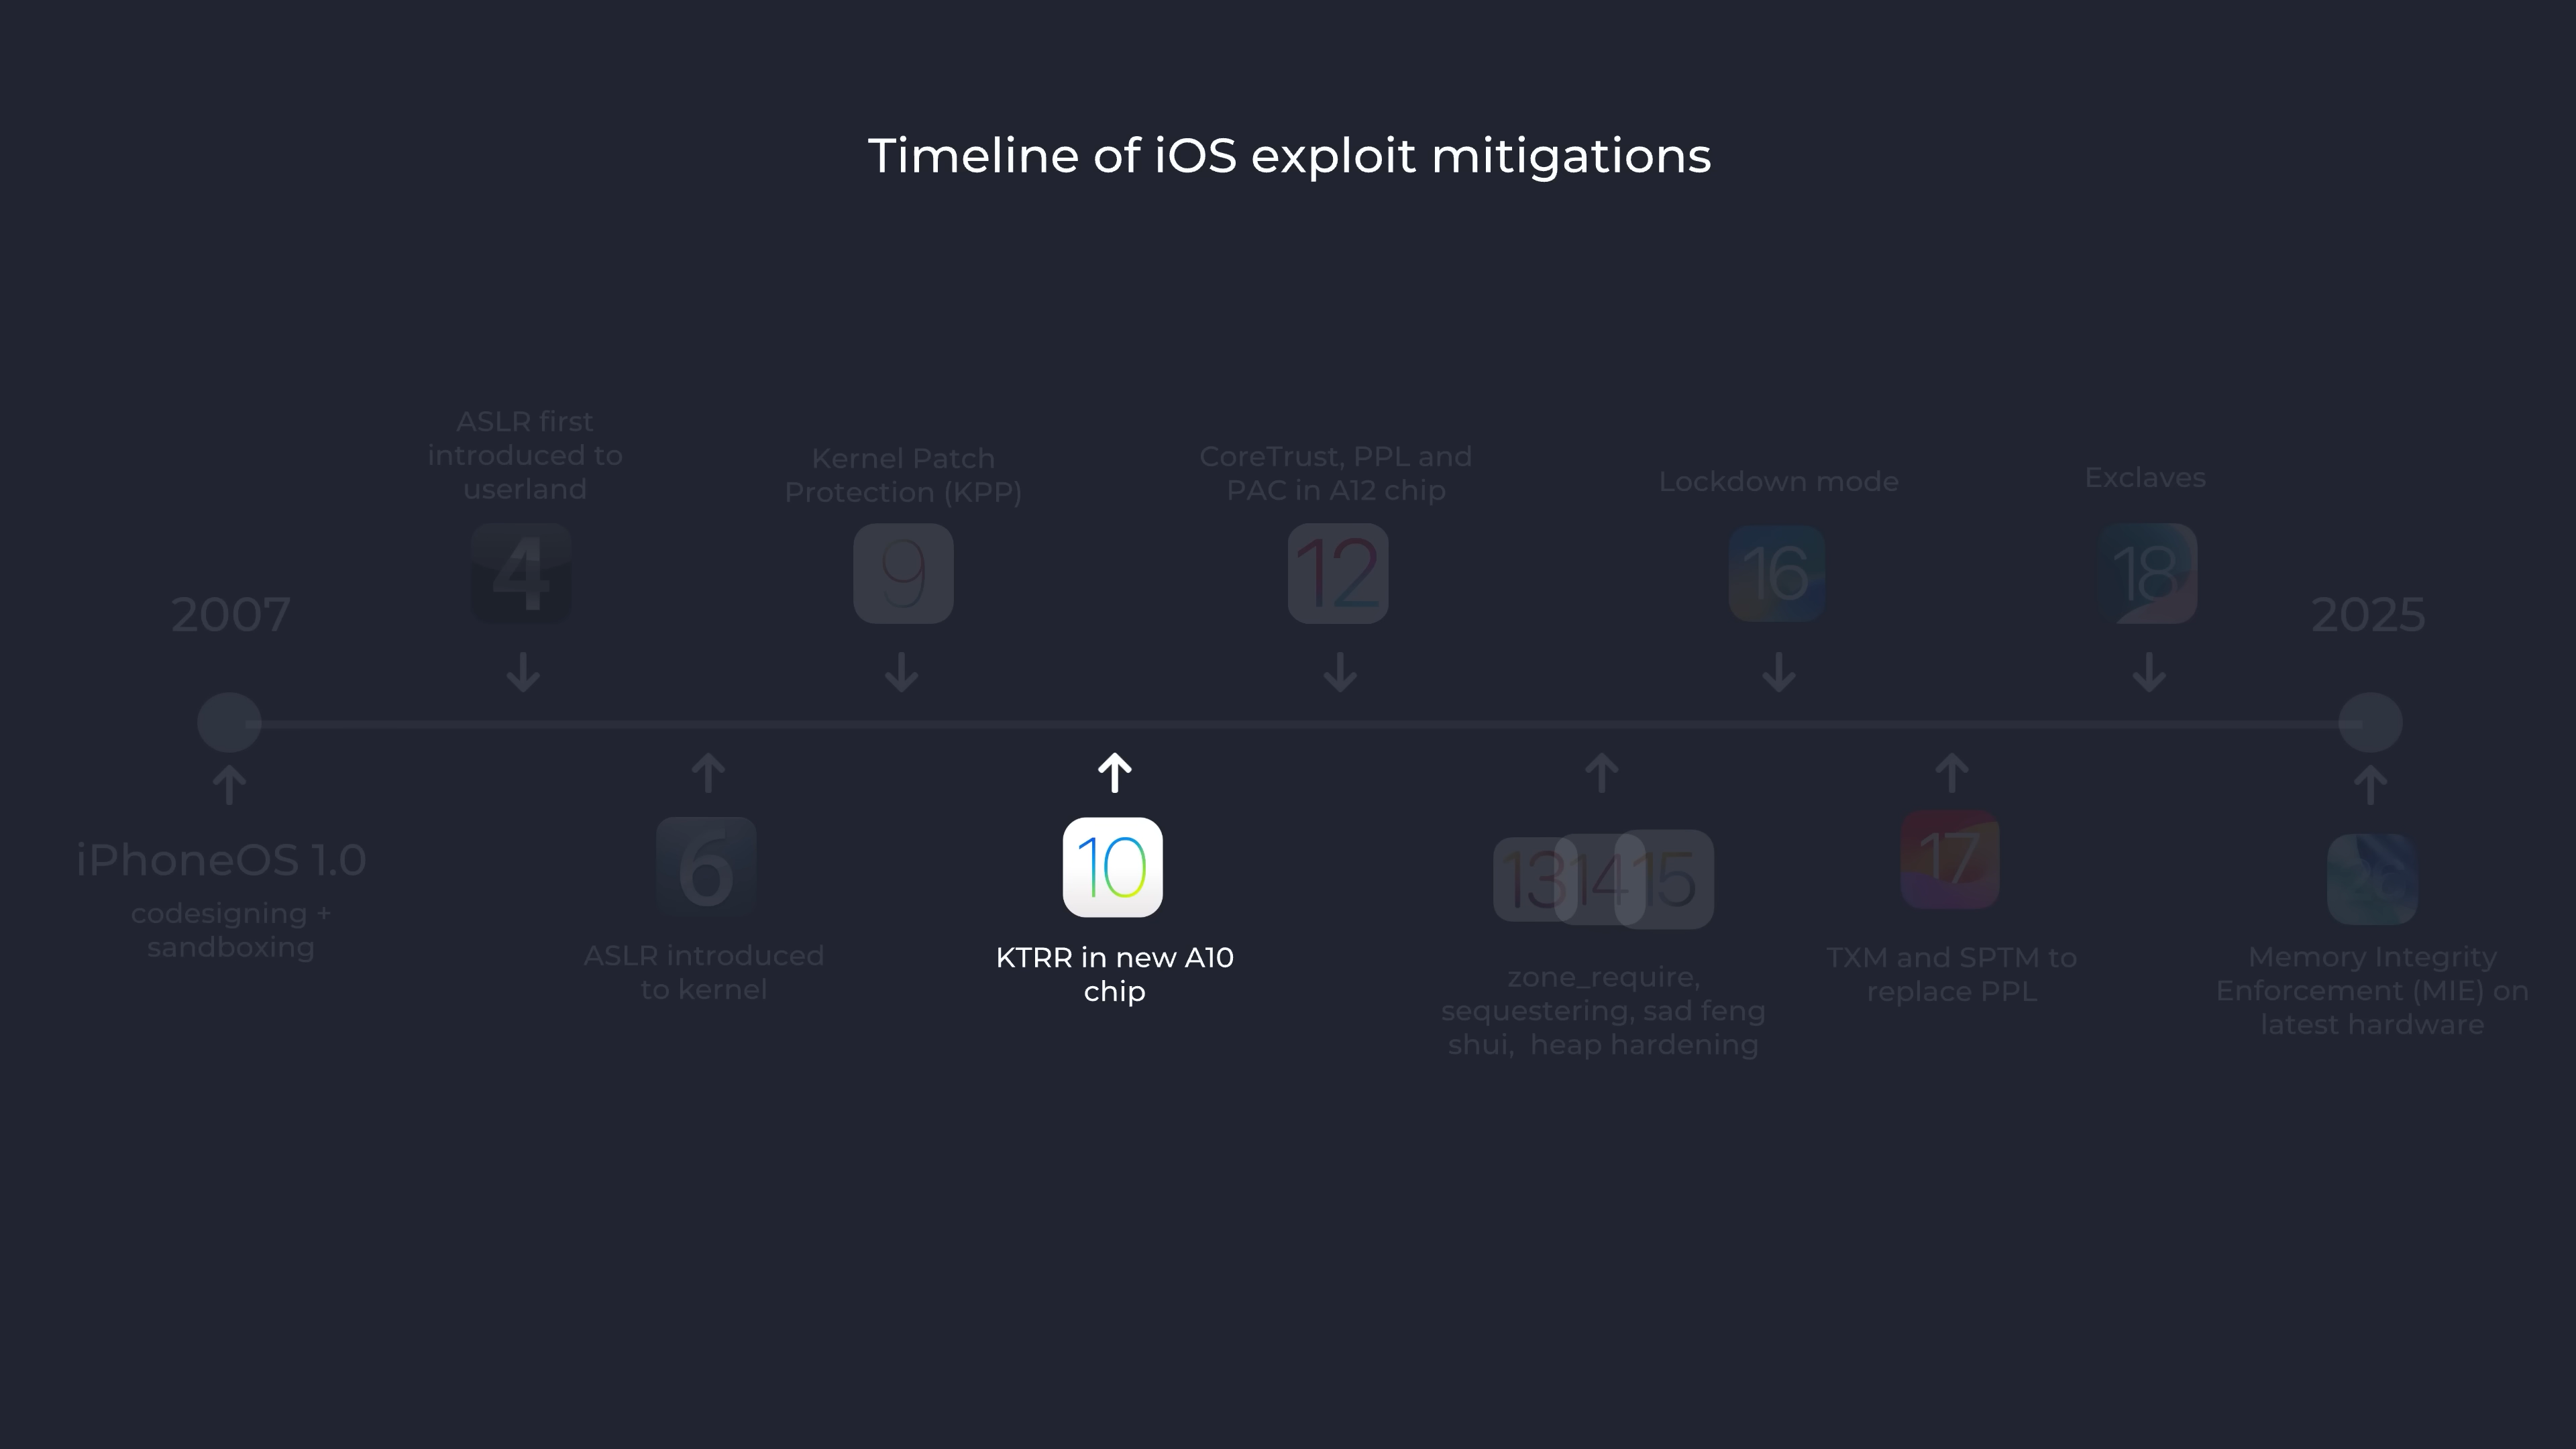 Timeline of iOS exploit mitigations
ASLR first
introduced to
userland
4
Kernel Patch
Protection (KPP)
9
CoreTrust, PPL and
PAC in A12 chip
12
Lockdown mode
16
Exclaves
18
2007
2025
iPhoneOS 1.0
codesigning +
sandboxing
6
ASLR introduced
to kernel
10
KTRR in new A10
chip
13 14 15
zone_require,
sequestering, sad feng
shui,  heap hardening
17
TXM and SPTM to
replace PPL
26
Memory Integrity
Enforcement (MIE) on
latest hardware